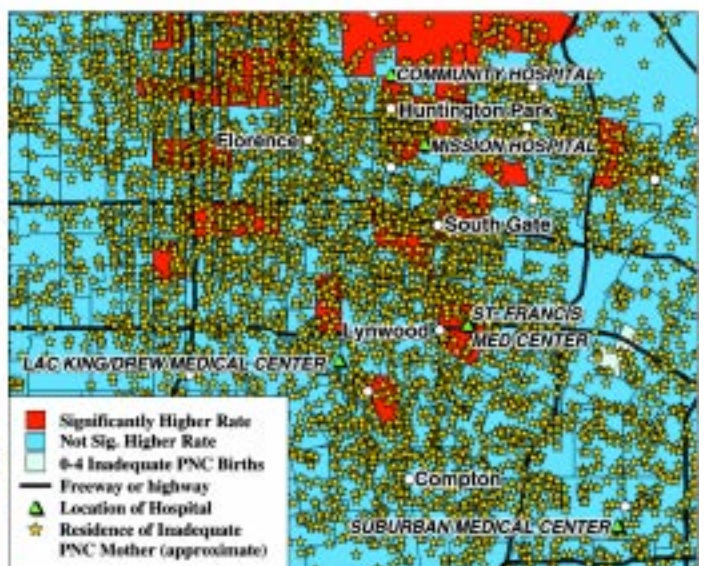 COMMUNITY HOSPITAL
Huntington Park
Florence
MISSION HOSPITAL
South Gate
ST. FRANCIS
MED CENTER
Lynwood
LAC KING/DREW MEDICAL CENTER
Significantly Higher Rate
Not Sig. Higher Rate
0-4 Inadequate PNC Births
Freeway or highway
Location of Hospital
Residence of Inadequate
PNC Mother (approximate)
Compton
SUBURBAN MEDICAL CENTER